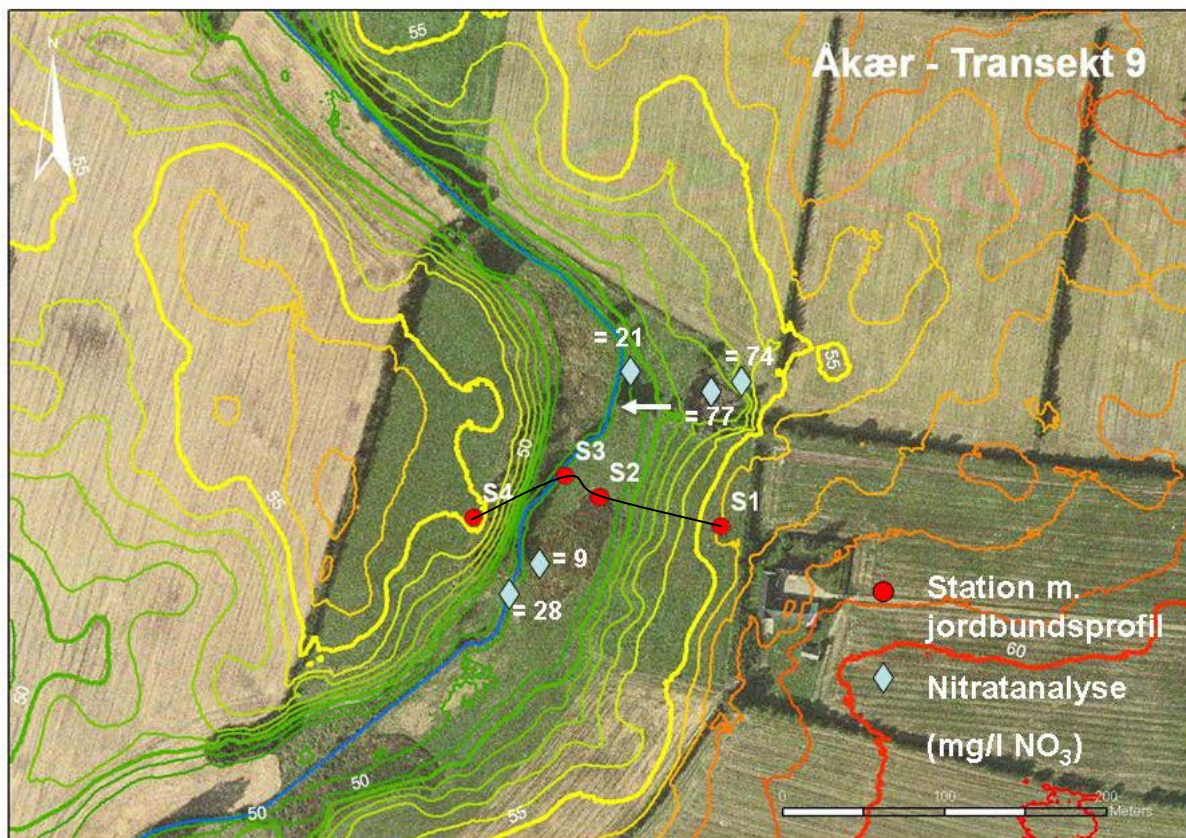 Åkær - Transekt 9
N
55
55
55
= 21
= 74
55
= 77
50
S3
S2
S4
S1
= 9
= 28
Station m.
jordbundsprofil
60
50
Nitratanalyse
(mg/l NO₃)
50
50
55
0 100 200
Meters